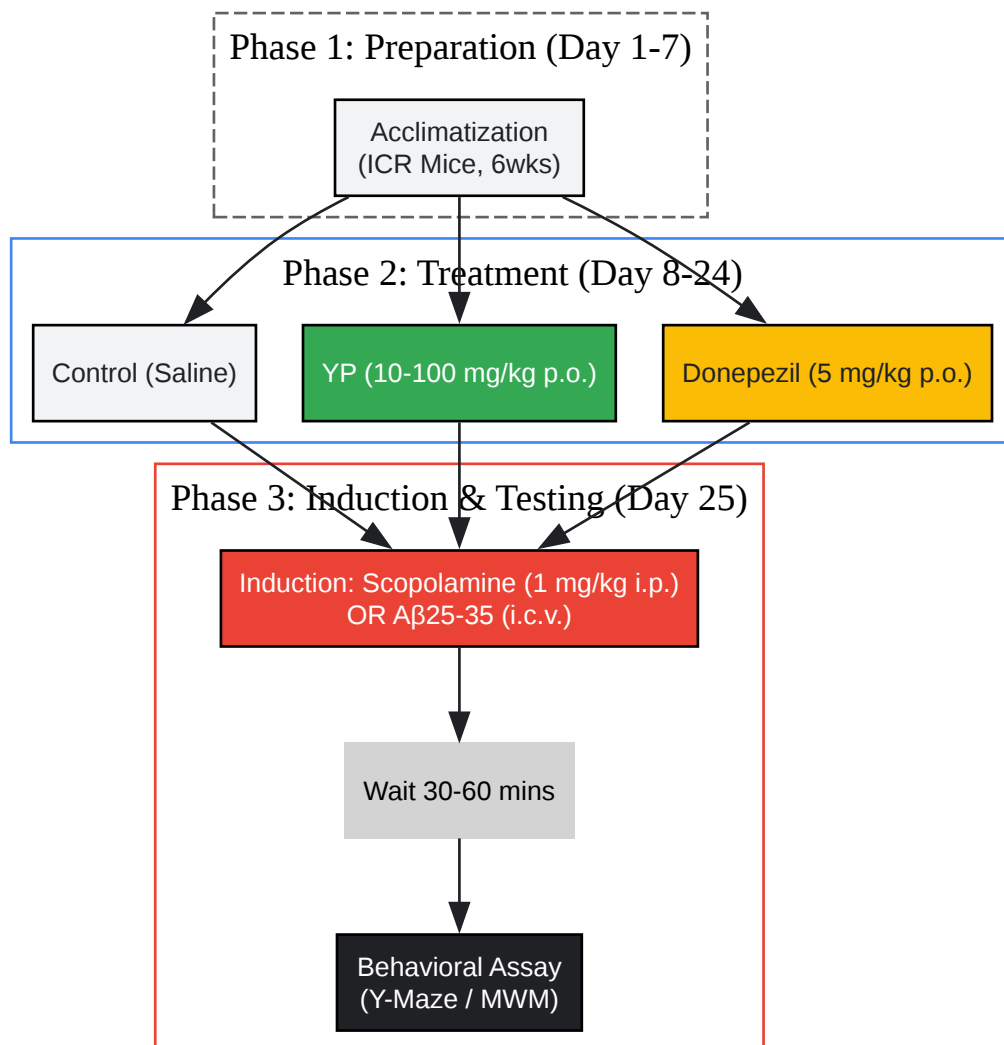 Phase 1: Preparation (Day 1-7)
Acclimatization
(ICR Mice, 6wks)
Phase 2: Treatment (Day 8-24)
Control (Saline)
YP (10-100 mg/kg p.o.)
Donepezil (5 mg/kg p.o.)
Phase 3: Induction & Testing (Day 25)
Induction: Scopolamine (1 mg/kg i.p.)
OR Aβ25-35 (i.c.v.)
Wait 30-60 mins
Behavioral Assay
(Y-Maze / MWM)